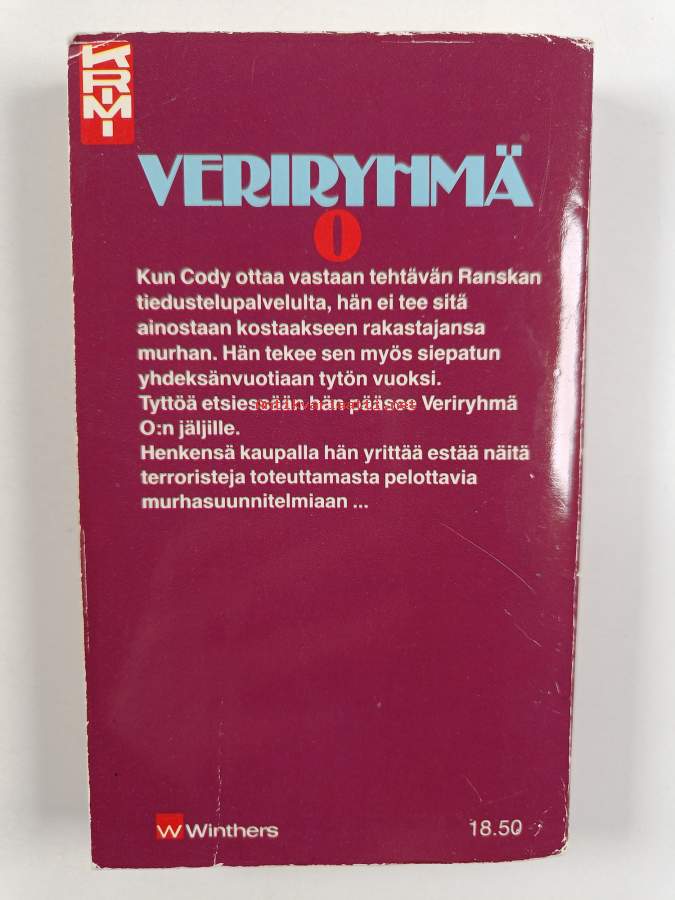 KRIMI
VERIRYHMÄ
O
Kun Cody ottaa vastaan tehtävän Ranskan
tiedustelupalvelulta, hän ei tee sitä
ainostaan kostaakseen rakastajansa
murhan. Hän tekee sen myös siepatun
yhdeksänvuotiaan tytön vuoksi.
Tyttöä etsiessään hän pääsee Veriryhmä
O:n jäljille.
Henkensä kaupalla hän yrittää estää näitä
terroristeja toteuttamasta pelottavia
murhasuunnitelmiaan ...
W Winthers
18.50